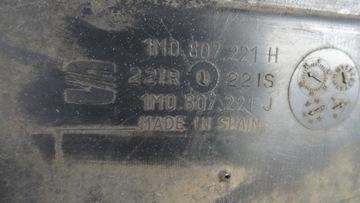 1M0.807.221 H
221R 1 221S
1M0.807.221 J
MADE IN SPAIN